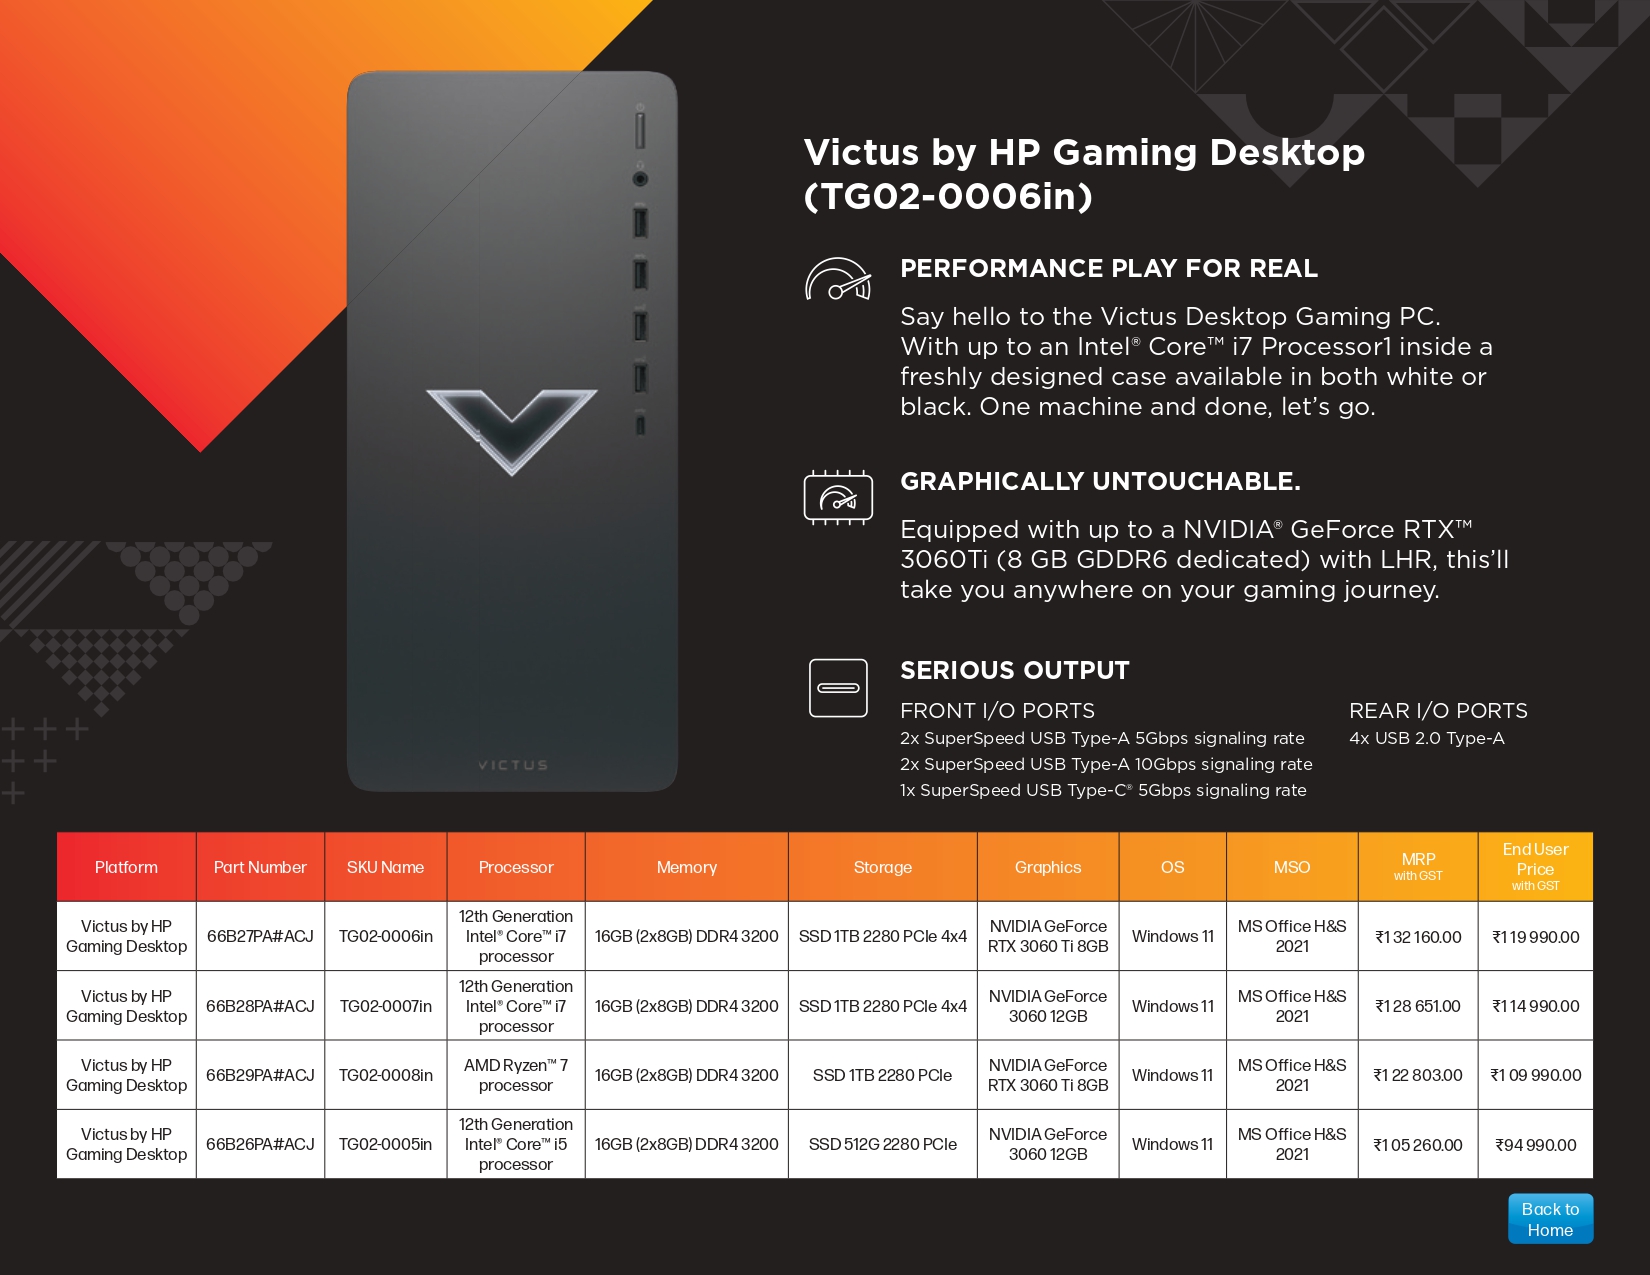 Victus by HP Gaming Desktop
(TG02-0006in)
PERFORMANCE PLAY FOR REAL
Say hello to the Victus Desktop Gaming PC.
With up to an Intel® Core™ i7 Processor1 inside a
freshly designed case available in both white or
black. One machine and done, let’s go.
GRAPHICALLY UNTOUCHABLE.
Equipped with up to a NVIDIA® GeForce RTX™
3060Ti (8 GB GDDR6 dedicated) with LHR, this’ll
take you anywhere on your gaming journey.
SERIOUS OUTPUT
FRONT I/O PORTS
2x SuperSpeed USB Type-A 5Gbps signaling rate
2x SuperSpeed USB Type-A 10Gbps signaling rate
1x SuperSpeed USB Type-C® 5Gbps signaling rate
REAR I/O PORTS
4x USB 2.0 Type-A
VICTUS
Platform Part Number SKU Name Processor Memory Storage Graphics OS MSO MRP with GST End User Price with GST
Victus by HP Gaming Desktop 66B27PA#ACJ TG02-0006in 12th Generation Intel® Core™ i7 processor 16GB (2x8GB) DDR4 3200 SSD 1TB 2280 PCIe 4x4 NVIDIA GeForce RTX 3060 Ti 8GB Windows 11 MS Office H&S 2021 ₹1 32 160.00 ₹1 19 990.00
Victus by HP Gaming Desktop 66B28PA#ACJ TG02-0007in 12th Generation Intel® Core™ i7 processor 16GB (2x8GB) DDR4 3200 SSD 1TB 2280 PCIe 4x4 NVIDIA GeForce 3060 12GB Windows 11 MS Office H&S 2021 ₹1 28 651.00 ₹1 14 990.00
Victus by HP Gaming Desktop 66B29PA#ACJ TG02-0008in AMD Ryzen™ 7 processor 16GB (2x8GB) DDR4 3200 SSD 1TB 2280 PCIe NVIDIA GeForce RTX 3060 Ti 8GB Windows 11 MS Office H&S 2021 ₹1 22 803.00 ₹1 09 990.00
Victus by HP Gaming Desktop 66B26PA#ACJ TG02-0005in 12th Generation Intel® Core™ i5 processor 16GB (2x8GB) DDR4 3200 SSD 512G 2280 PCIe NVIDIA GeForce 3060 12GB Windows 11 MS Office H&S 2021 ₹1 05 260.00 ₹94 990.00
Back to
Home